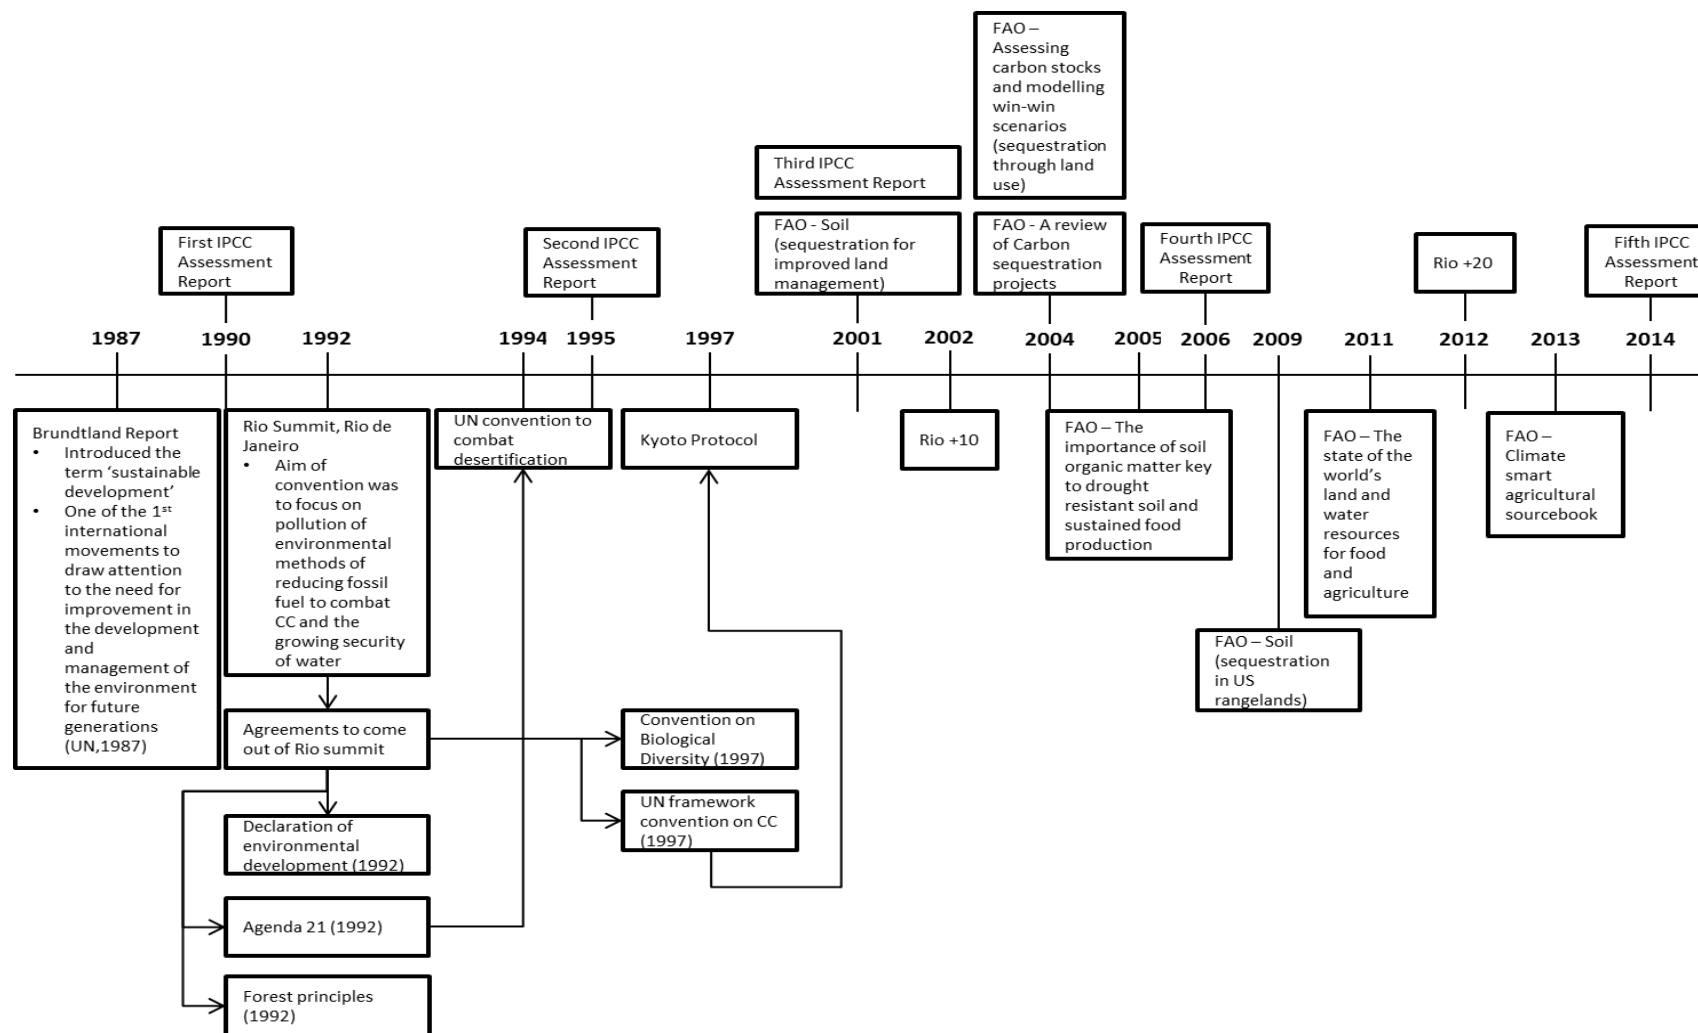 FAO –
Assessing
carbon stocks
and modelling
win-win
scenarios
(sequestration
through land
use)
Third IPCC
Assessment Report
First IPCC
Assessment
Report
Second IPCC
Assessment
Report
FAO - Soil
(sequestration for
improved land
management)
FAO - A review
of Carbon
sequestration
projects
Fourth IPCC
Assessment
Report
Rio +20
Fifth IPCC
Assessment
Report
1987
1990
1992
1994
1995
1997
2001
2002
2004
2005
2006
2009
2011
2012
2013
2014
Brundtland Report
• Introduced the
term ‘sustainable
development’
• One of the 1st
international
movements to
draw attention
to the need for
improvement in
the development
and
management of
the environment
for future
generations
(UN,1987)
Rio Summit, Rio de
Janeiro
• Aim of
convention was
to focus on
pollution of
environmental
methods of
reducing fossil
fuel to combat
CC and the
growing security
of water
UN convention to
combat
desertification
Kyoto Protocol
Rio +10
FAO – The
importance of soil
organic matter key
to drought
resistant soil and
sustained food
production
FAO – The
state of the
world’s
land and
water
resources
for food
and
agriculture
FAO –
Climate
smart
agricultural
sourcebook
FAO – Soil
(sequestration
in US
rangelands)
Agreements to come
out of Rio summit
Convention on
Biological
Diversity (1997)
UN framework
convention on CC
(1997)
Declaration of
environmental
development (1992)
Agenda 21 (1992)
Forest principles
(1992)